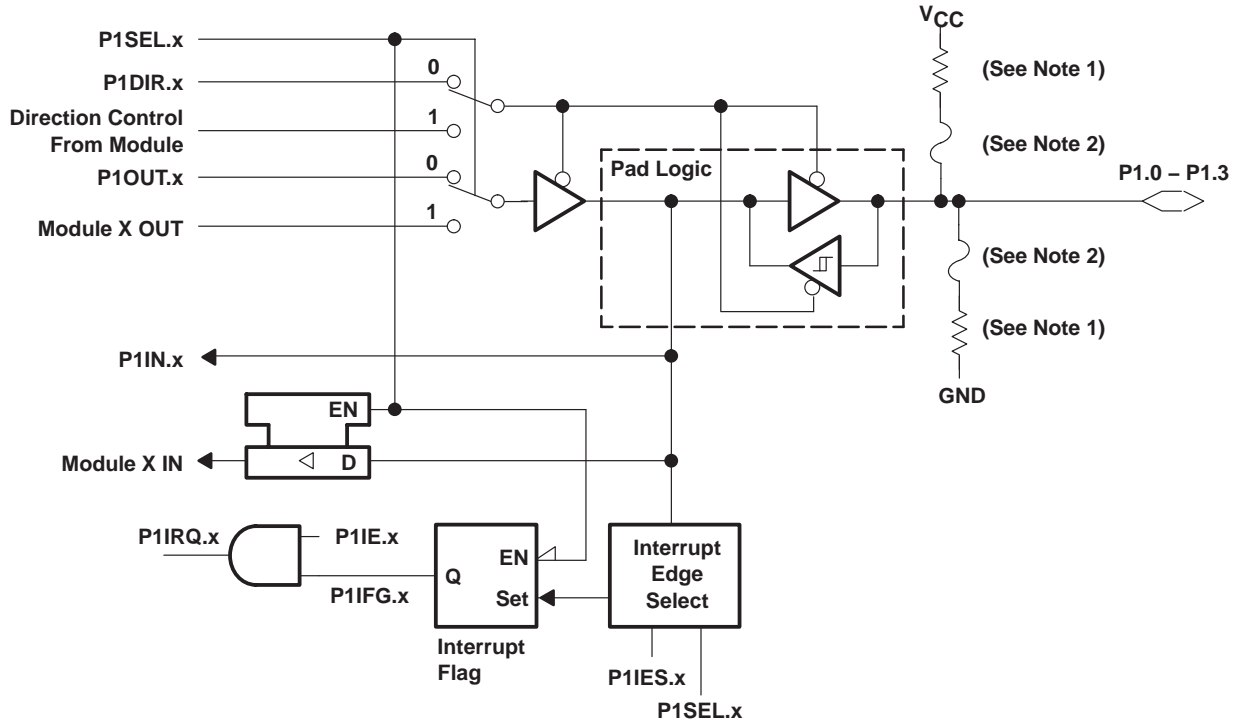 VCC
P1SEL.x
(See Note 1)
0
P1DIR.x
Direction Control
From Module
1
(See Note 2)
Pad Logic
0
P1OUT.x
P1.0 – P1.3
1
Module X OUT
(See Note 2)
(See Note 1)
P1IN.x
GND
EN
Module X IN
D
P1IRQ.x
P1IE.x
Interrupt
Edge
Select
EN
Q
P1IFG.x
Set
Interrupt
Flag
P1IES.x
P1SEL.x